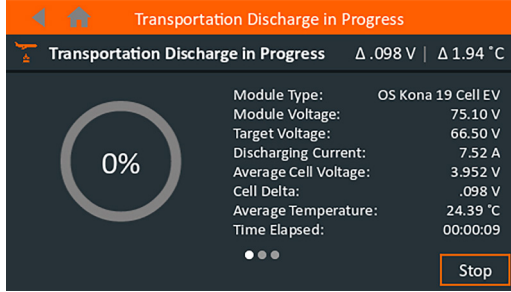 Transportation Discharge in Progress
Transportation Discharge in Progress Δ .098 V | Δ 1.94 °C
Module Type: OS Kona 19 Cell EV
Module Voltage: 75.10 V
Target Voltage: 66.50 V
Discharging Current: 7.52 A
Average Cell Voltage: 3.952 V
Cell Delta: .098 V
Average Temperature: 24.39 °C
Time Elapsed: 00:00:09
0%
Stop